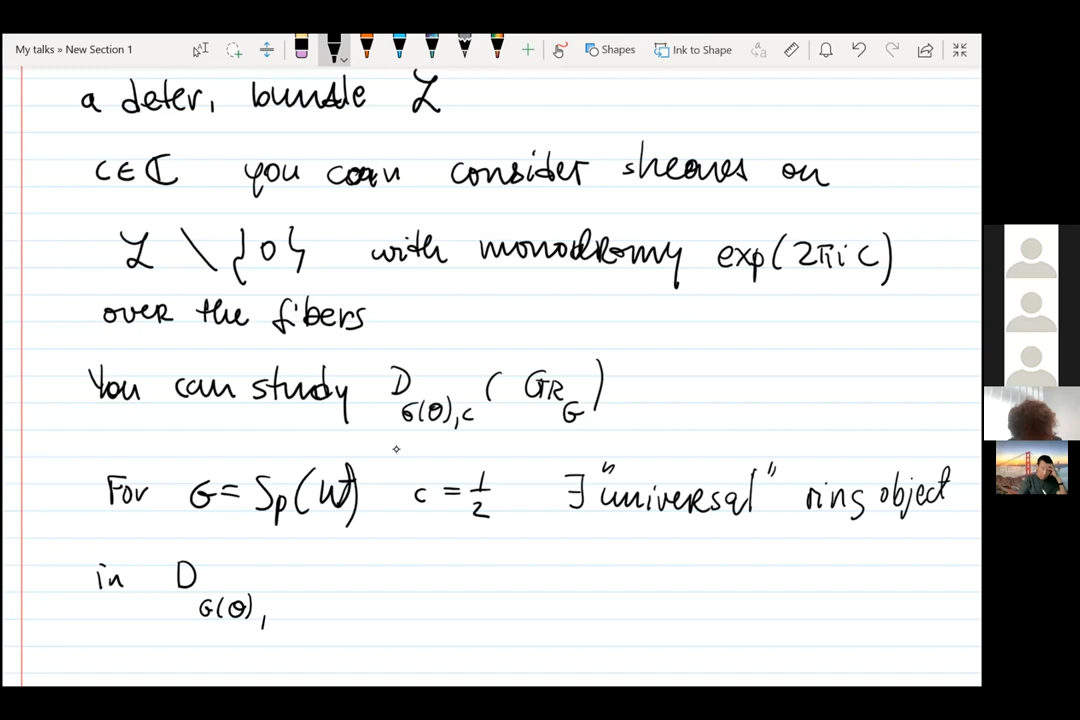 My talks » New Section 1
Shapes
Ink to Shape
a deter, bundle ℒ
c ∈ ℂ you can consider sheaves on
ℒ \ {0} with monodromy exp(2πi c)
over the fibers
You can study D_{G(O),c} (GR_G)
For G = Sp(W) c = 1/2 ∃ "universal" ring object
in D_{G(O),